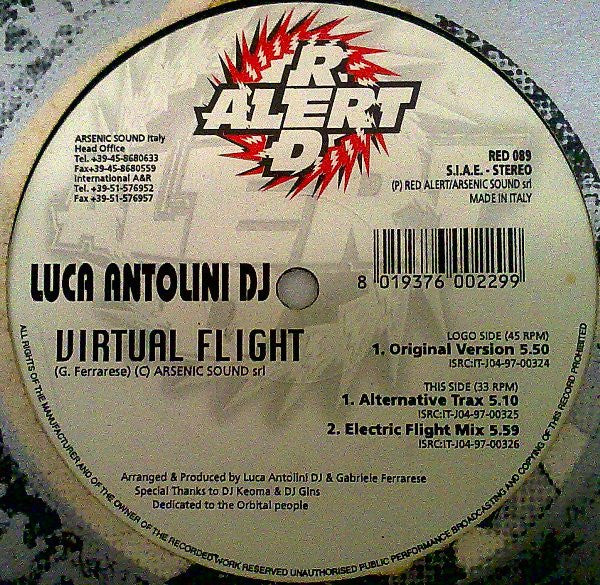 RED
ALERT
ARSENIC SOUND Italy
Head Office
Tel. +39-45-8680633
Fax+39-45-8680559
International A&R
Tel. +39-51-576952
Fax +39-51-576957
RED 089
S.I.A.E. - STEREO
(P) RED ALERT/ARSENIC SOUND srl
MADE IN ITALY
8 019376 002299
LUCA ANTOLINI DJ
VIRTUAL FLIGHT
(G. Ferrarese) (C) ARSENIC SOUND srl
LOGO SIDE (45 RPM)
1. Original Version 5.50
ISRC:IT-J04-97-00324
THIS SIDE (33 RPM)
1. Alternative Trax 5.10
ISRC:IT-J04-97-00325
2. Electric Flight Mix 5.59
ISRC:IT-J04-97-00326
Arranged & Produced by Luca Antolini DJ & Gabriele Ferrarese
Special Thanks to DJ Keoma & DJ Gins
Dedicated to the Orbital people
ALL RIGHTS OF THE MANUFACTURER AND OF THE OWNER OF THE RECORDED WORK RESERVED UNAUTHORISED PUBLIC PERFORMANCE BROADCASTING AND COPYING OF THIS RECORD PROHIBITED